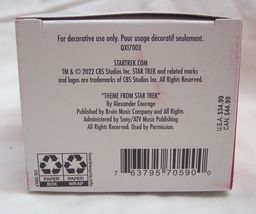 For decorative use only. Pour usage décoratif seulement.
QXI7003
STARTREK.COM
TM & © 2022 CBS Studios Inc. STAR TREK and related marks
and logos are trademarks of CBS Studios Inc. All Rights Reserved.
"THEME FROM STAR TREK"
By Alexander Courage
Published by Bruin Music Company and All Rights
Administered by Sony/ATV Music Publishing
All Rights Reserved
U.S.A. $34.99
CAN. $44.99
US ONLY
PAPER BOX
PAPER WRAP
7 63795 70590 0